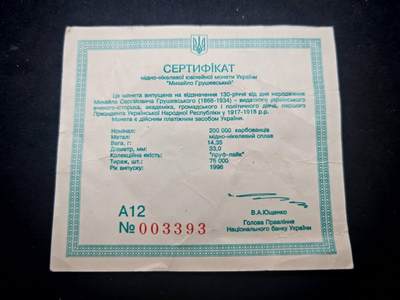 СЕРТИФІКАТ
мідно-нікелевої ювілейної монети України
"Михайло Грушевський"
Ця монета випущена на відзначення 130-річчя від дня народження
Михайла Сергійовича Грушевського (1866-1934) - видатного українського
вченого-історика, академіка, громадського і політичного діяча, першого
Президента Української Народної Республіки у 1917-1918 р.р.
Монета є дійсним платіжним засобом України.
Номінал: 200 000 карбованців
Метал: мідно-нікелевий сплав
Вага, г: 14,35
Діаметр, мм: 33,0
Колекційна якість: "пруф-лайк"
Тираж, шт: 75 000
Рік випуску: 1996
А12
№ 003393
В.А.Ющенко
Голова Правління
Національного банку України